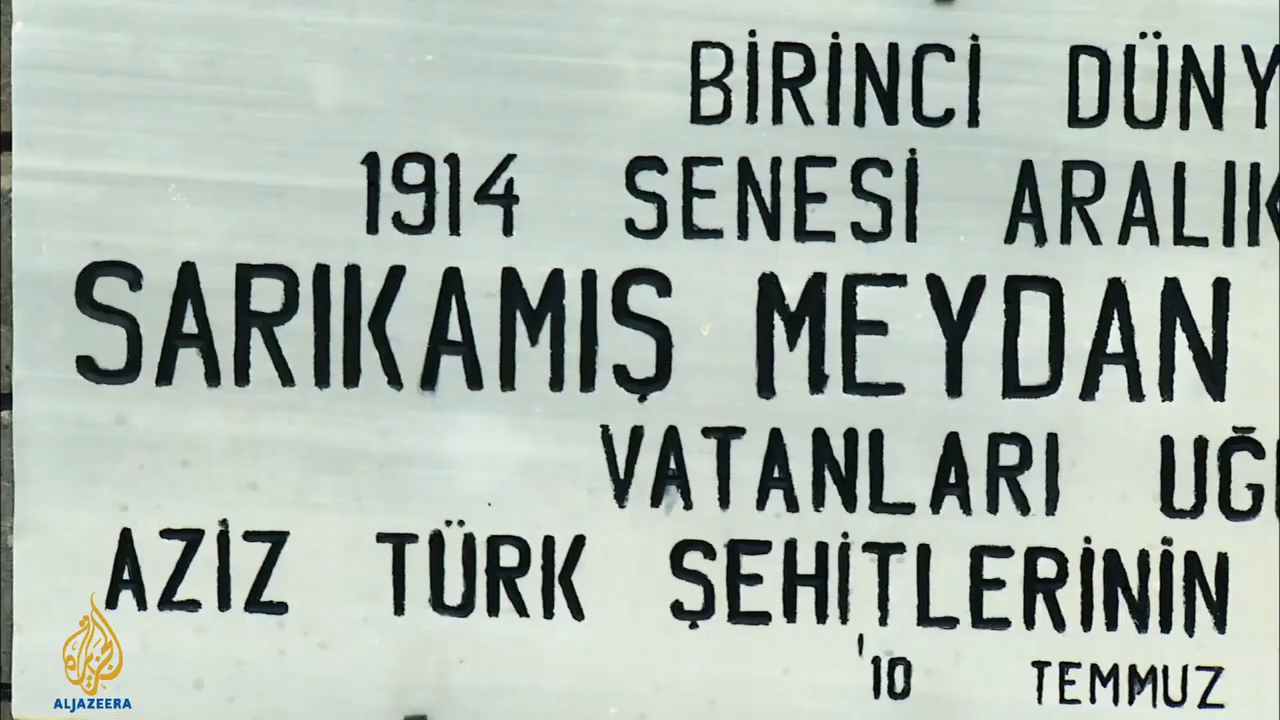 BİRİNCİ DÜNY
1914 SENESİ ARALIK
SARIKAMIŞ MEYDAN
VATANLARI UĞ
AZİZ TÜRK ŞEHİTLERİNİN
'10 TEMMUZ
ALJAZEERA